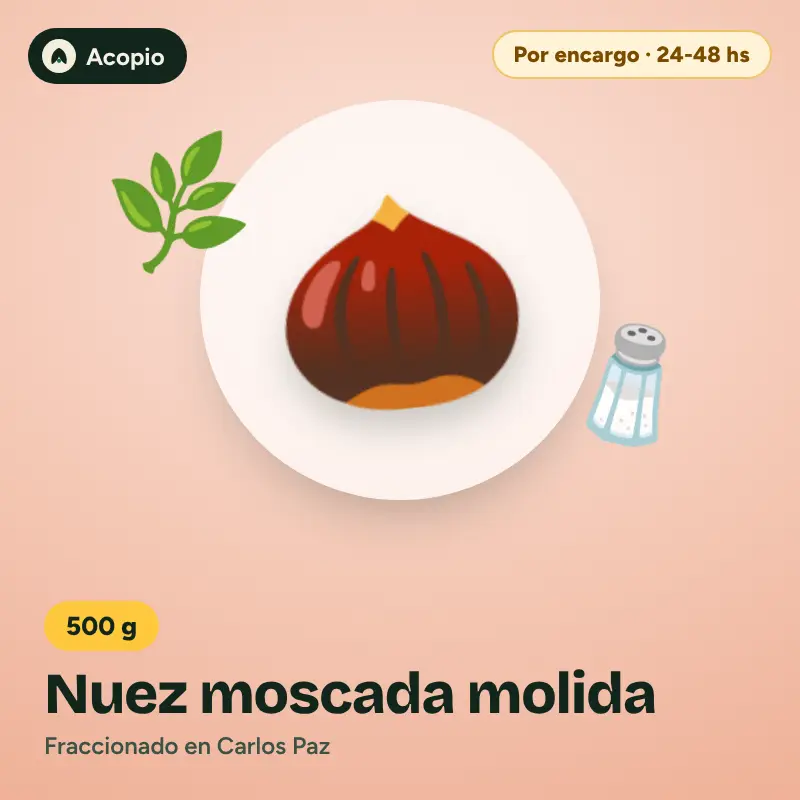 Acopio
Por encargo · 24-48 hs
500 g
Nuez moscada molida
Fraccionado en Carlos Paz